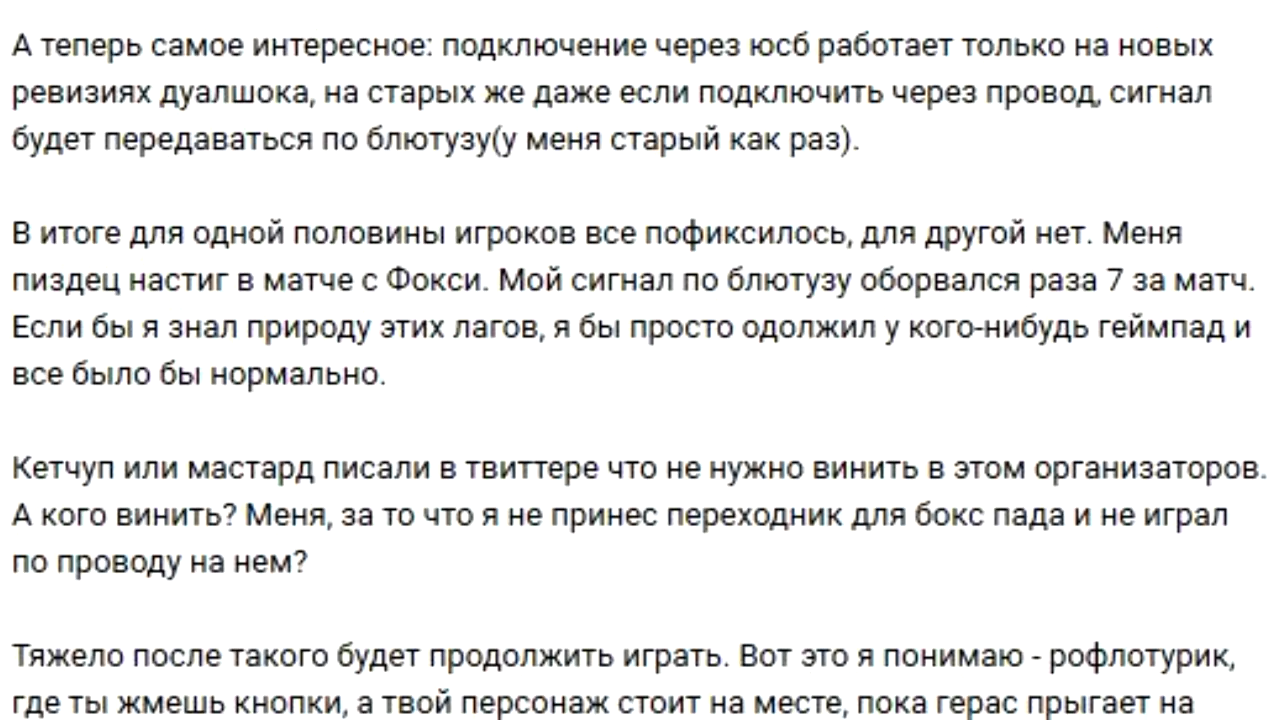 А теперь самое интересное: подключение через юсб работает только на новых
ревизиях дуалшока, на старых же даже если подключить через провод, сигнал
будет передаваться по блютузу(у меня старый как раз).
В итоге для одной половины игроков все пофиксилось, для другой нет. Меня
пиздец настиг в матче с Фокси. Мой сигнал по блютузу оборвался раза 7 за матч.
Если бы я знал природу этих лагов, я бы просто одолжил у кого-нибудь геймпад и
все было бы нормально.
Кетчуп или мастард писали в твиттере что не нужно винить в этом организаторов.
А кого винить? Меня, за то что я не принес переходник для бокс пада и не играл
по проводу на нем?
Тяжело после такого будет продолжить играть. Вот это я понимаю - рофлотурик,
где ты жмешь кнопки, а твой персонаж стоит на месте, пока герас прыгает на